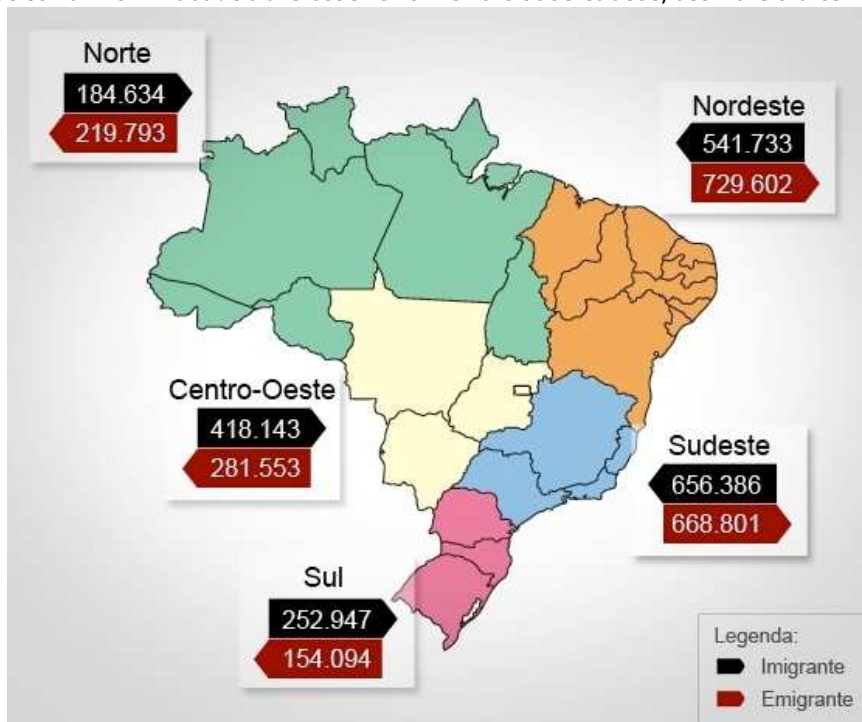 Norte
184.634
219.793
Nordeste
541.733
729.602
Centro-Oeste
418.143
281.553
Sudeste
656.386
668.801
Sul
252.947
154.094
Legenda:
Imigrante
Emigrante